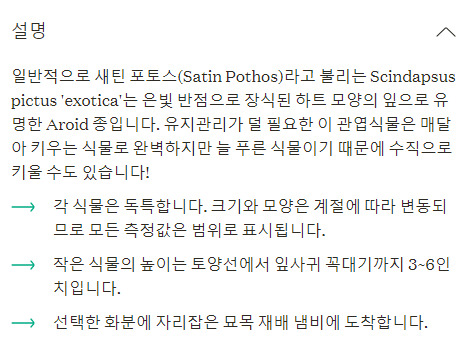 설명
일반적으로 새틴 포토스(Satin Pothos)라고 불리는 Scindapsus
pictus 'exotica'는 은빛 반점으로 장식된 하트 모양의 잎으로 유
명한 Aroid 종입니다. 유지관리가 덜 필요한 이 관엽식물은 매달
아 키우는 식물로 완벽하지만 늘 푸른 식물이기 때문에 수직으로
키울 수도 있습니다!
각 식물은 독특합니다. 크기와 모양은 계절에 따라 변동되
므로 모든 측정값은 범위로 표시됩니다.
작은 식물의 높이는 토양선에서 잎사귀 꼭대기까지 3~6인
치입니다.
선택한 화분에 자리잡은 묘목 재배 냄비에 도착합니다.